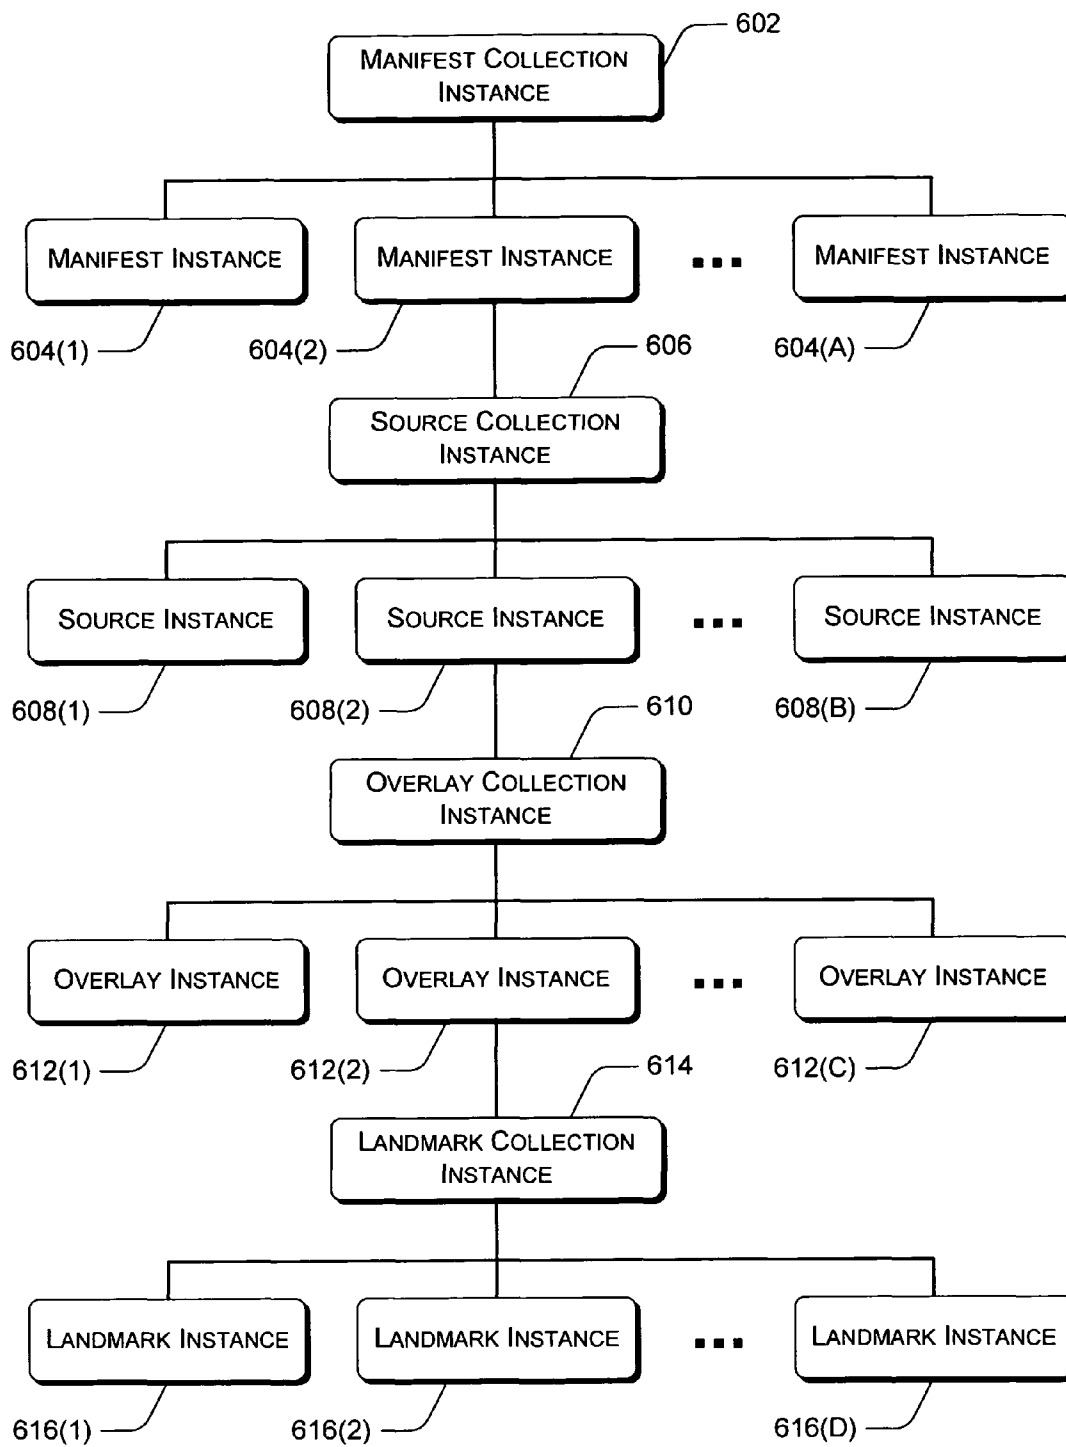 602
MANIFEST COLLECTION
INSTANCE
MANIFEST INSTANCE
MANIFEST INSTANCE
MANIFEST INSTANCE
604(1)
604(2)
606
604(A)
SOURCE COLLECTION
INSTANCE
SOURCE INSTANCE
SOURCE INSTANCE
SOURCE INSTANCE
608(1)
608(2)
610
608(B)
OVERLAY COLLECTION
INSTANCE
OVERLAY INSTANCE
OVERLAY INSTANCE
OVERLAY INSTANCE
612(1)
612(2)
614
612(C)
LANDMARK COLLECTION
INSTANCE
LANDMARK INSTANCE
LANDMARK INSTANCE
LANDMARK INSTANCE
616(1)
616(2)
616(D)